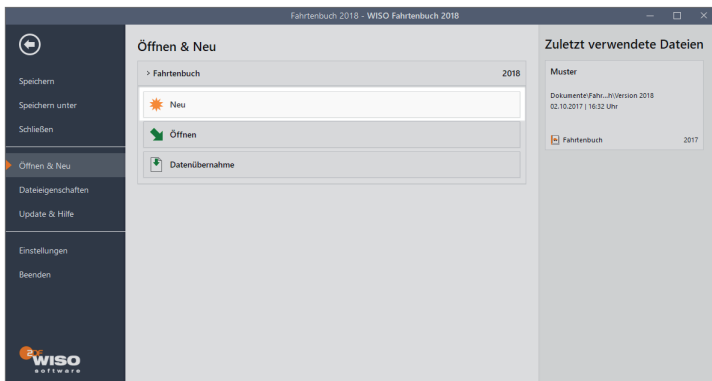 Fahrtenbuch 2018 - WISO Fahrtenbuch 2018
Speichern
Speichern unter
Schließen
Öffnen & Neu
Dateieigenschaften
Update & Hilfe
Einstellungen
Beenden
ZDF
WISO
software
Öffnen & Neu
> Fahrtenbuch 2018
Neu
Öffnen
Datenübernahme
Zuletzt verwendete Dateien
Muster
Dokumente\Fahr...h\Version 2018
02.10.2017 | 16:32 Uhr
Fahrtenbuch 2017